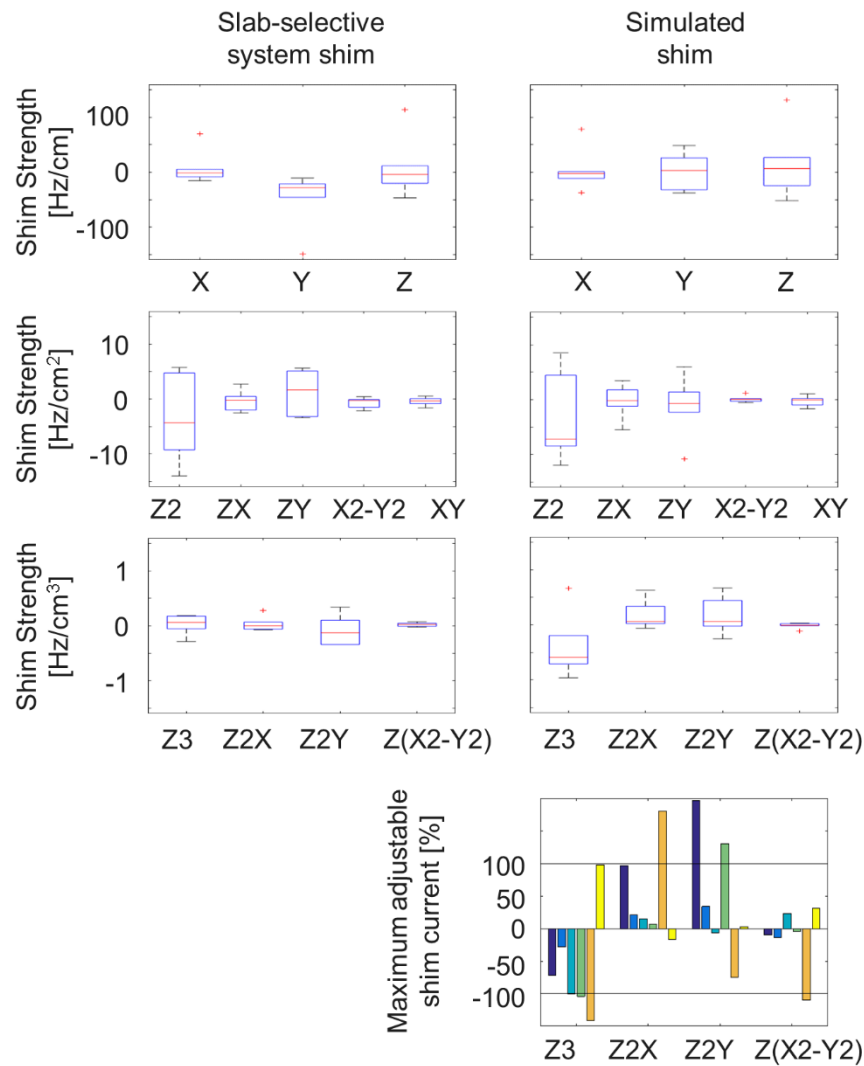 Slab-selective
system shim
Simulated
shim
Shim Strength
[Hz/cm]
100
0
-100
X Y Z
X Y Z
Shim Strength
[Hz/cm²]
10
0
-10
Z2 ZX ZY X2-Y2 XY
Z2 ZX ZY X2-Y2 XY
Shim Strength
[Hz/cm³]
1
0
-1
Z3 Z2X Z2Y Z(X2-Y2)
Z3 Z2X Z2Y Z(X2-Y2)
Maximum adjustable
shim current [%]
100
50
0
-50
-100
Z3 Z2X Z2Y Z(X2-Y2)